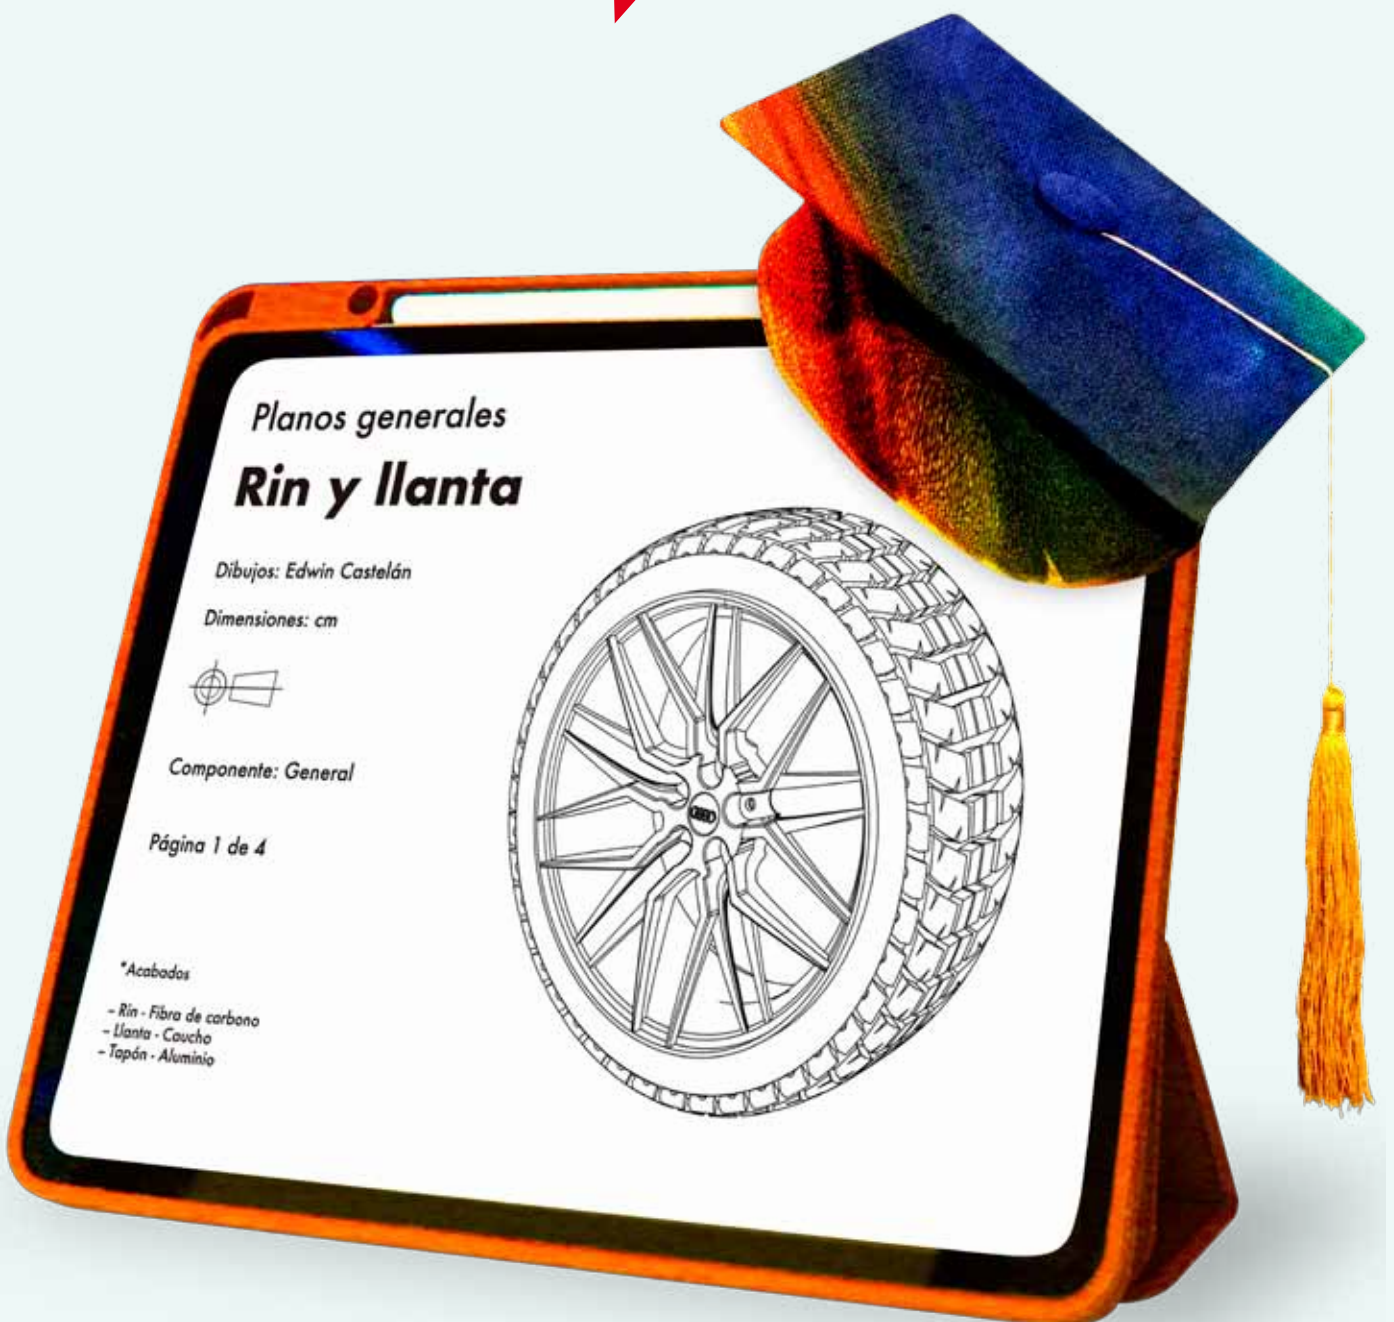 Planos generales
Rin y llanta
Dibujos: Edwin Castelán
Dimensiones: cm
Componente: General
Página 1 de 4
*Acabados
– Rin - Fibra de carbono
– Llanta - Caucho
– Tapón - Aluminio